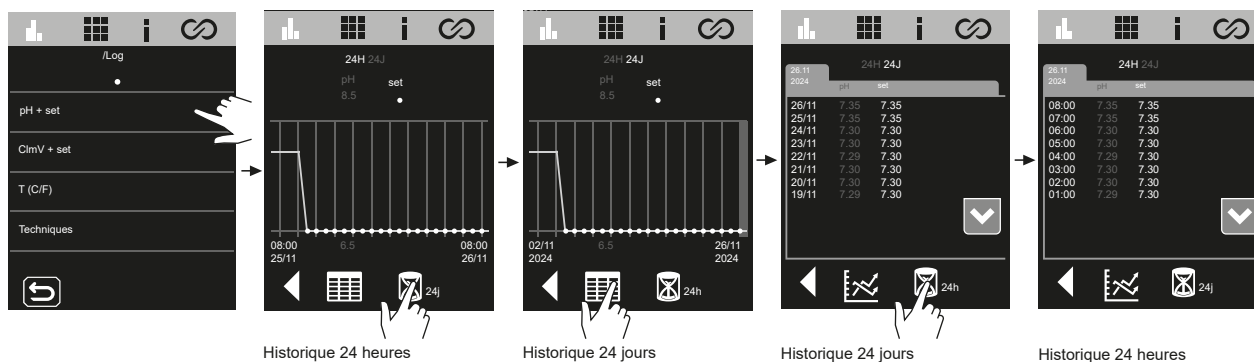 /Log
pH + set
ClmV + set
T (C/F)
Techniques
24H 24J
pH set
8.5
08:00 6.5 08:00
25/11 26/11
24j
Historique 24 heures
24H 24J
pH set
8.5
02/11 6.5 26/11
2024 2024
24h
Historique 24 jours
24H 24J
26.11
2024 pH set
26/11 7.35 7.35
25/11 7.35 7.35
24/11 7.30 7.30
23/11 7.30 7.30
22/11 7.29 7.30
21/11 7.30 7.30
20/11 7.30 7.30
19/11 7.29 7.30
24h
Historique 24 jours
24H 24J
26.11
2024 pH set
08:00 7.35 7.35
07:00 7.35 7.35
06:00 7.30 7.30
05:00 7.30 7.30
04:00 7.29 7.30
03:00 7.30 7.30
02:00 7.30 7.30
01:00 7.29 7.30
24j
Historique 24 heures